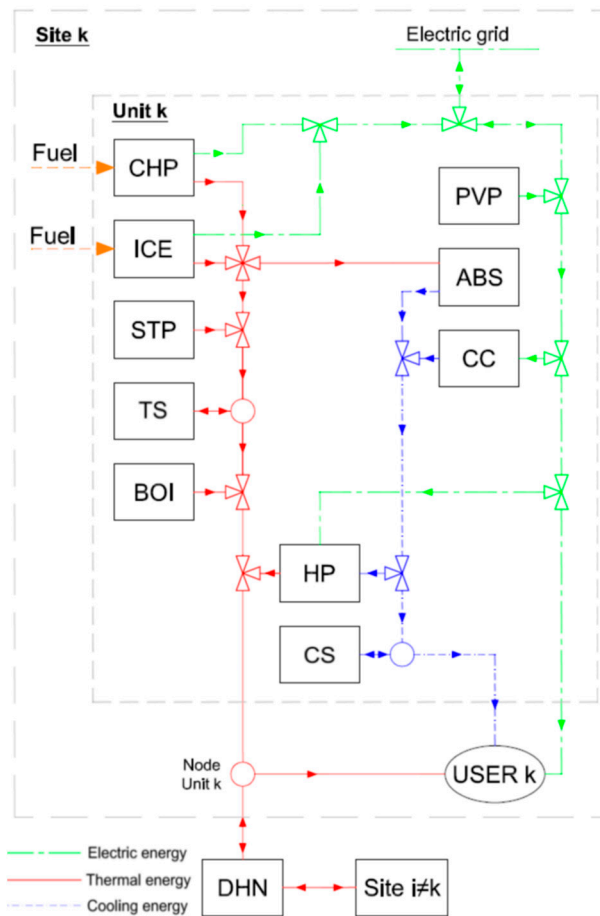 Site k
Electric grid
Unit k
Fuel
CHP
PVP
Fuel
ICE
ABS
STP
CC
TS
BOI
HP
CS
Node
Unit k
USER k
Electric energy
Thermal energy
Cooling energy
DHN
Site i≠k